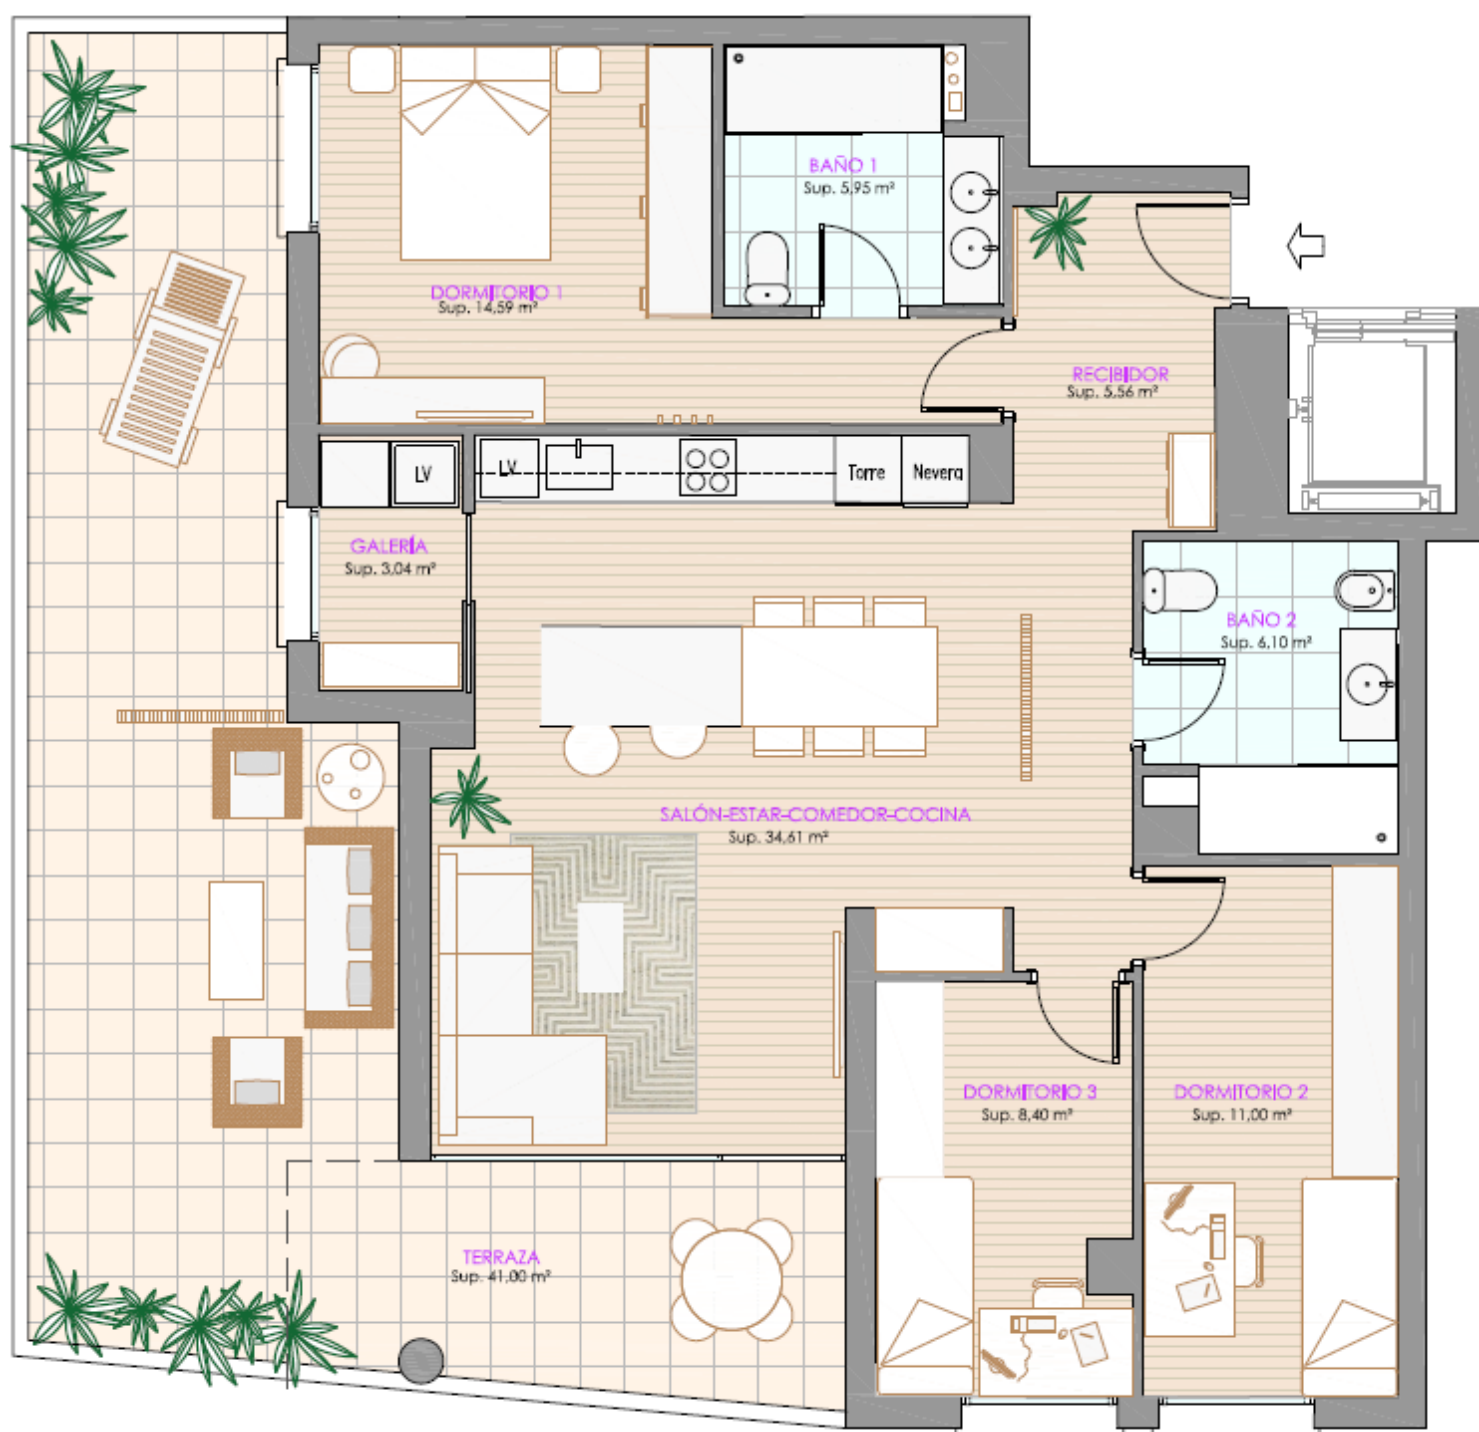 BAÑO 1
Sup. 5,95 m²
DORMITORIO 1
Sup. 14,59 m²
RECIBIDOR
Sup. 5,56 m²
LV
LV
Torre
Nevera
GALERÍA
Sup. 3,04 m²
BAÑO 2
Sup. 6,10 m²
SALÓN-ESTAR-COMEDOR-COCINA
Sup. 34,61 m²
DORMITORIO 3
Sup. 8,40 m²
DORMITORIO 2
Sup. 11,00 m²
TERRAZA
Sup. 41,00 m²